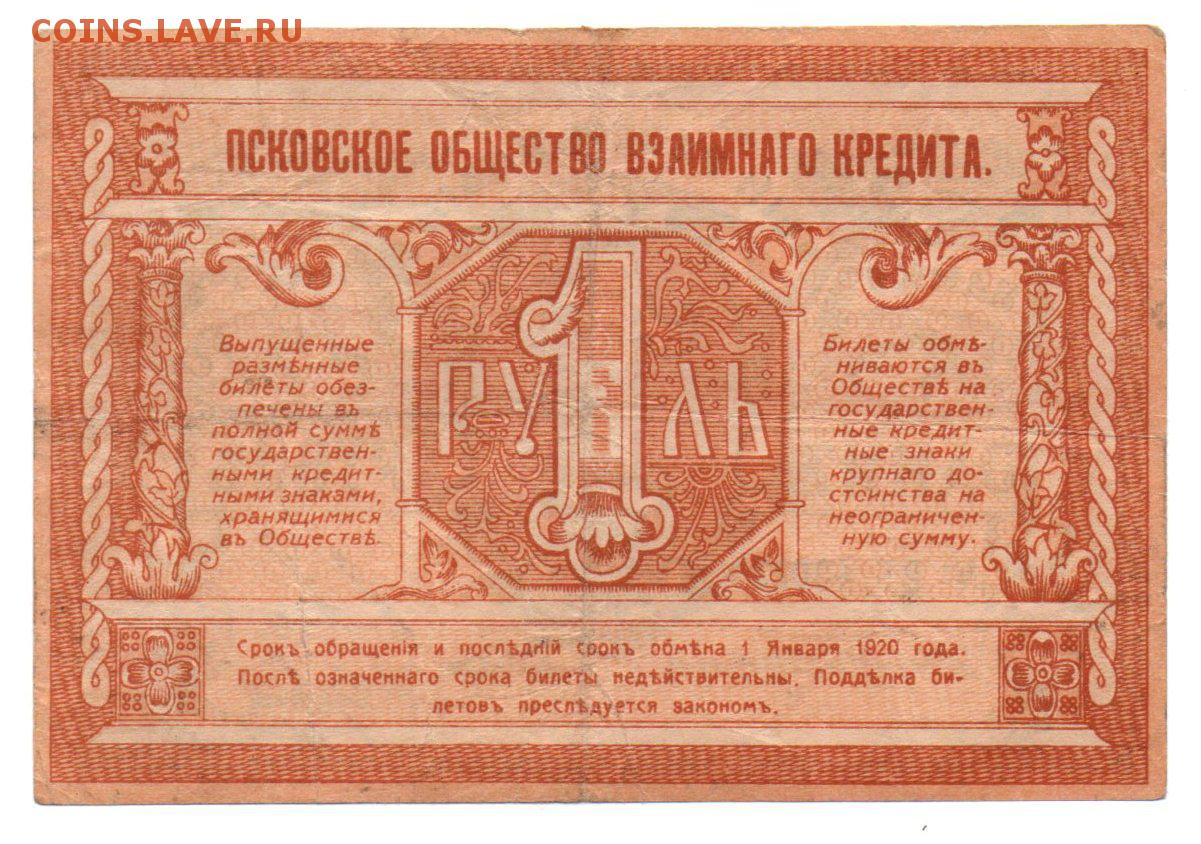 COINS.LAVE.RU
ПСКОВСКОЕ ОБЩЕСТВО ВЗАИМНАГО КРЕДИТА.
Выпущенные
размѣнные
билеты обез-
печены въ
полной суммѣ
государствен-
ными кредит-
ными знаками,
хранящимися
въ Обществѣ.
1
РУБЛЬ
Билеты обмѣ-
ниваются въ
Обществѣ на
государствен-
ные кредит-
ные знаки
крупнаго до-
стоинства на
неограничен-
ную сумму.
Срокъ обращенія и послѣдній срокъ обмѣна 1 Января 1920 года.
Послѣ означеннаго срока билеты недѣйствительны. Поддѣлка би-
летовъ преслѣдуется закономъ.